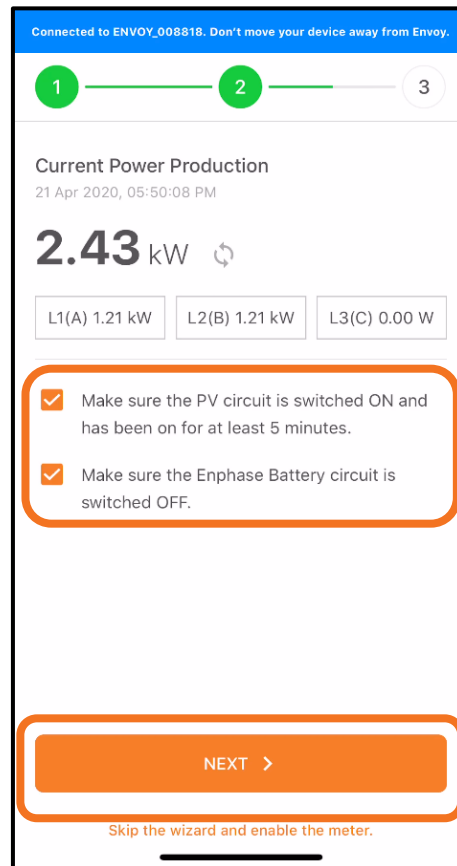 Connected to ENVOY_008818. Don't move your device away from Envoy.
1 2 3
Current Power Production
21 Apr 2020, 05:50:08 PM
2.43 kW
L1(A) 1.21 kW L2(B) 1.21 kW L3(C) 0.00 W
Make sure the PV circuit is switched ON and
has been on for at least 5 minutes.
Make sure the Enphase Battery circuit is
switched OFF.
NEXT >
Skip the wizard and enable the meter.